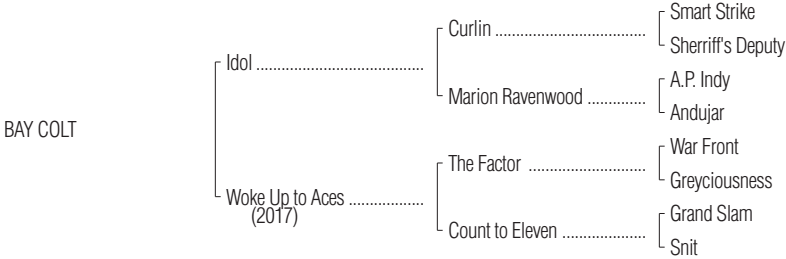 Smart Strike
Curlin ...............................
Sherriff's Deputy
Idol ..................................
A.P. Indy
Marion Ravenwood ............
Andujar
BAY COLT
War Front
The Factor ........................
Greyciousness
Woke Up to Aces ...............
(2017)
Grand Slam
Count to Eleven .................
Snit